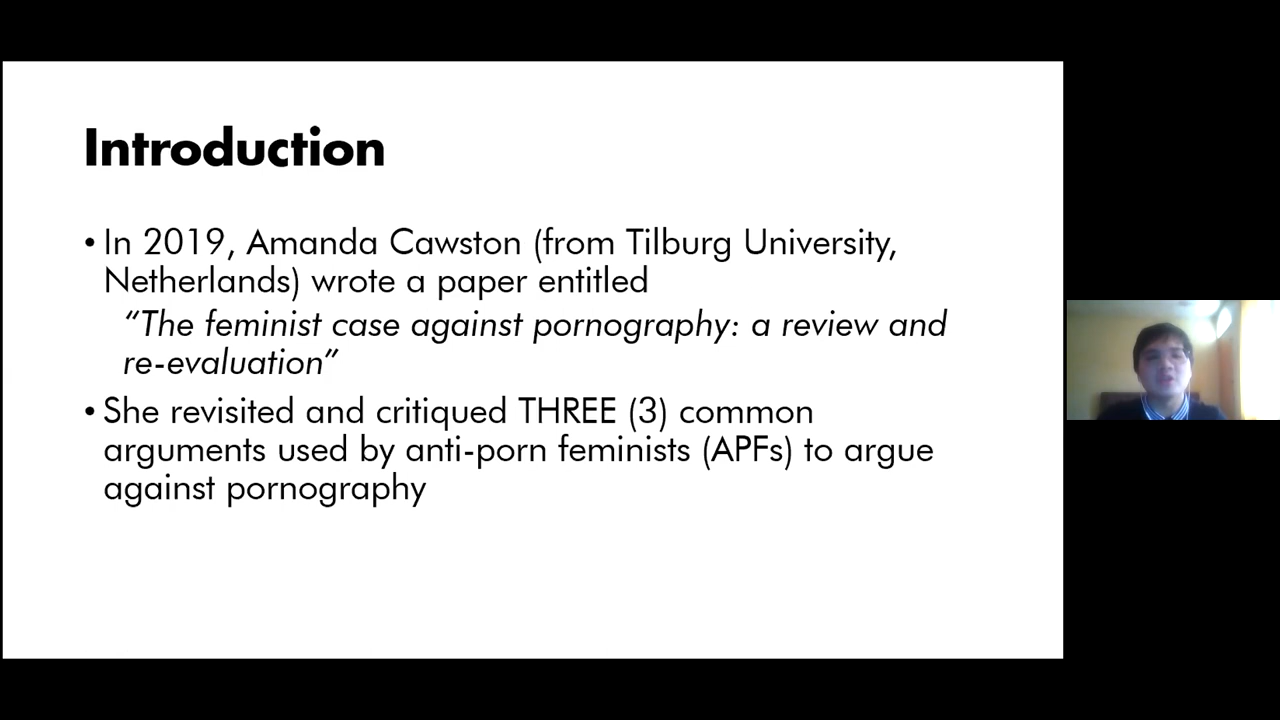 Introduction
• In 2019, Amanda Cawston (from Tilburg University,
Netherlands) wrote a paper entitled
“The feminist case against pornography: a review and
re-evaluation”
• She revisited and critiqued THREE (3) common
arguments used by anti-porn feminists (APFs) to argue
against pornography